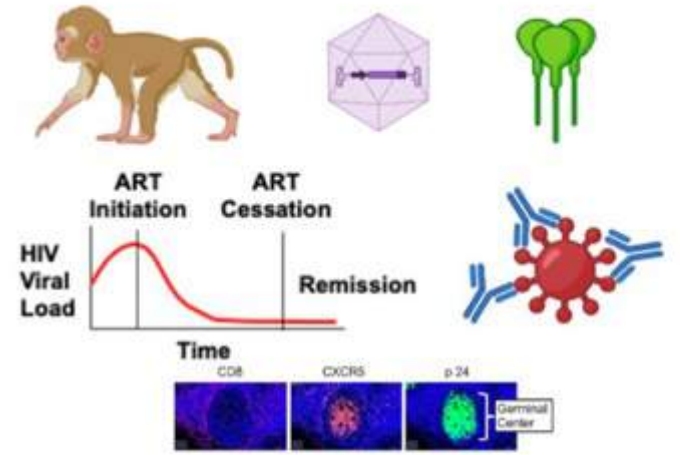 ART
Initiation
ART
Cessation
HIV
Viral
Load
Remission
Time
CD8
CXCR5
p 24
Germinal
Center